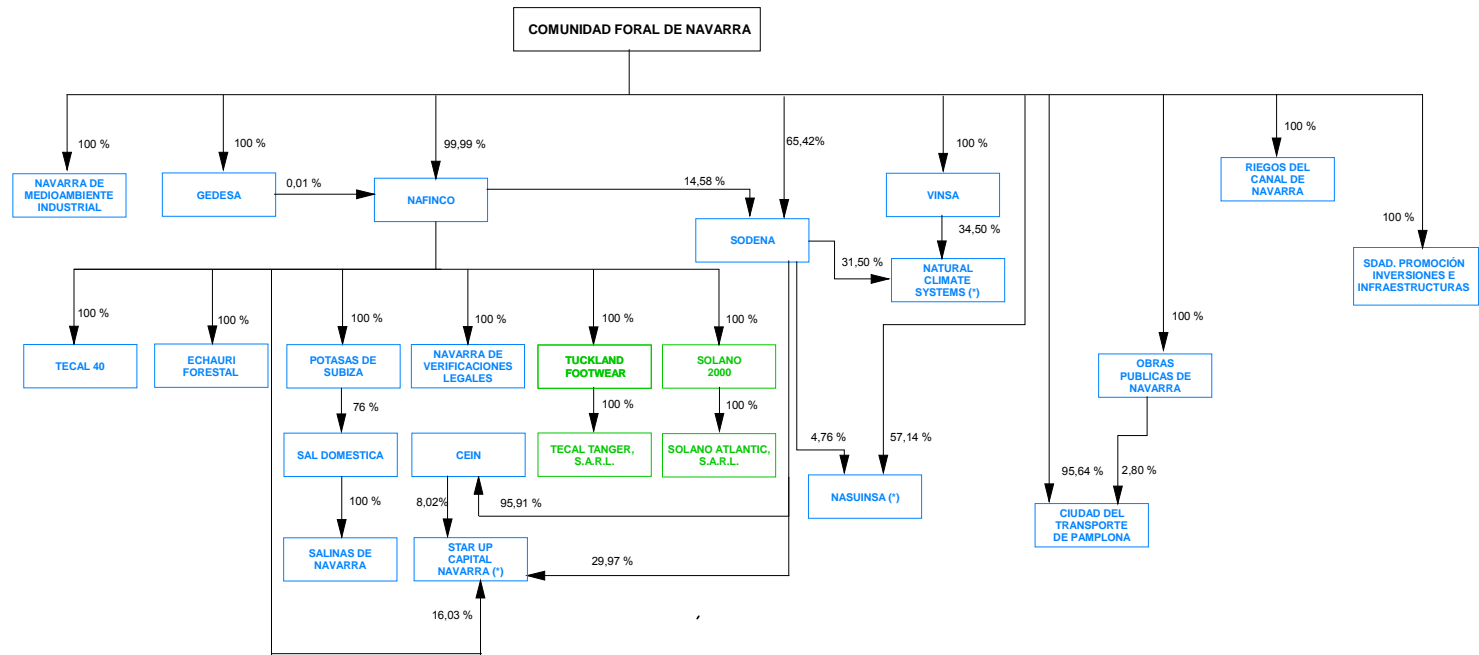 COMUNIDAD FORAL DE NAVARRA
100 %
100 %
99,99 %
65,42%
100 %
100 %
NAVARRA DE
MEDIOAMBIENTE
INDUSTRIAL
GEDESA
0,01 %
NAFINCO
14,58 %
VINSA
RIEGOS DEL
CANAL DE
NAVARRA
SODENA
34,50 %
100 %
31,50 %
NATURAL
CLIMATE
SYSTEMS (*)
SDAD. PROMOCIÓN
INVERSIONES E
INFRAESTRUCTURAS
100 %
100 %
100 %
100 %
100 %
100 %
100 %
TECAL 40
ECHAURI
FORESTAL
POTASAS DE
SUBIZA
NAVARRA DE
VERIFICACIONES
LEGALES
TUCKLAND
FOOTWEAR
SOLANO
2000
OBRAS
PUBLICAS DE
NAVARRA
76 %
100 %
100 %
SAL DOMESTICA
CEIN
TECAL TANGER,
S.A.R.L.
SOLANO ATLANTIC,
S.A.R.L.
4,76 %
57,14 %
95,64 %
2,80 %
NASUINSA (*)
100 %
8,02%
95,91 %
CIUDAD DEL
TRANSPORTE
DE PAMPLONA
SALINAS DE
NAVARRA
STAR UP
CAPITAL
NAVARRA (*)
29,97 %
16,03 %